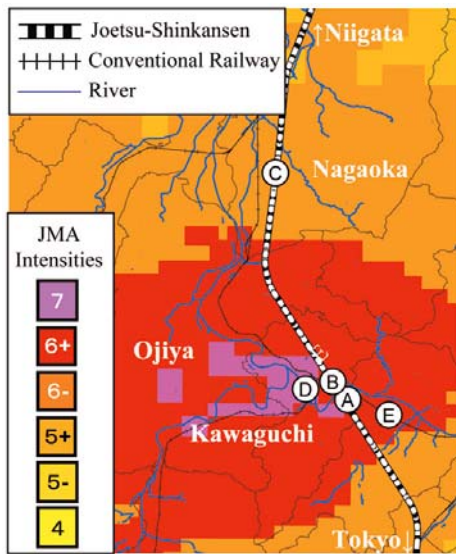 Joetsu-Shinkansen
Conventional Railway
River
↑Niigata
C
Nagaoka
JMA
Intensities
7
6+
6-
5+
5-
4
Ojiya
D
B
A
E
Kawaguchi
Tokyo↓